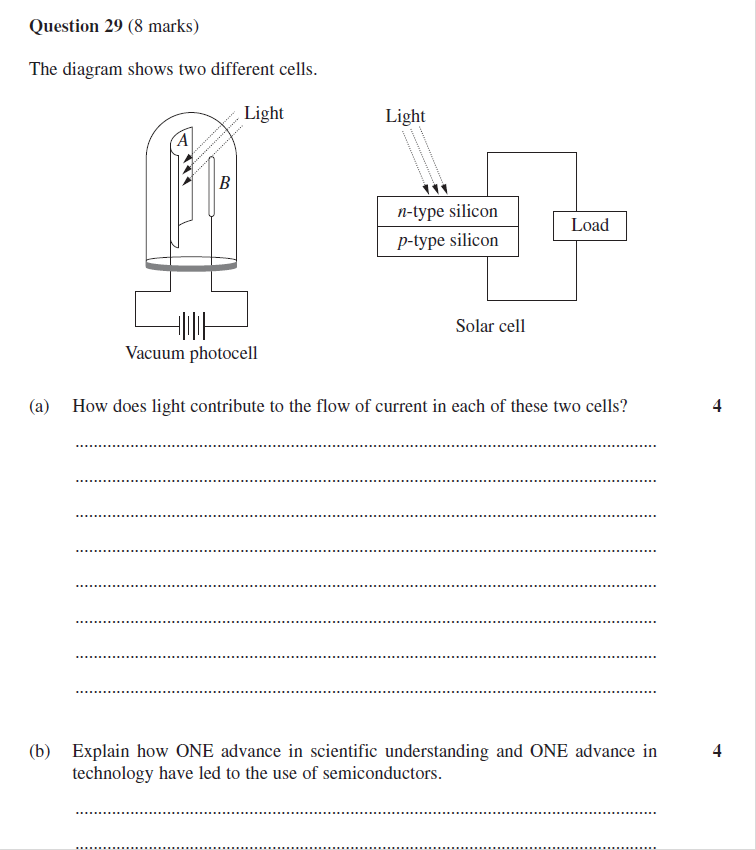 Question 29 (8 marks)
The diagram shows two different cells.
Light
Light
A
B
n-type silicon
p-type silicon
Load
Solar cell
Vacuum photocell
(a) How does light contribute to the flow of current in each of these two cells? 4
(b) Explain how ONE advance in scientific understanding and ONE advance in 4
technology have led to the use of semiconductors.